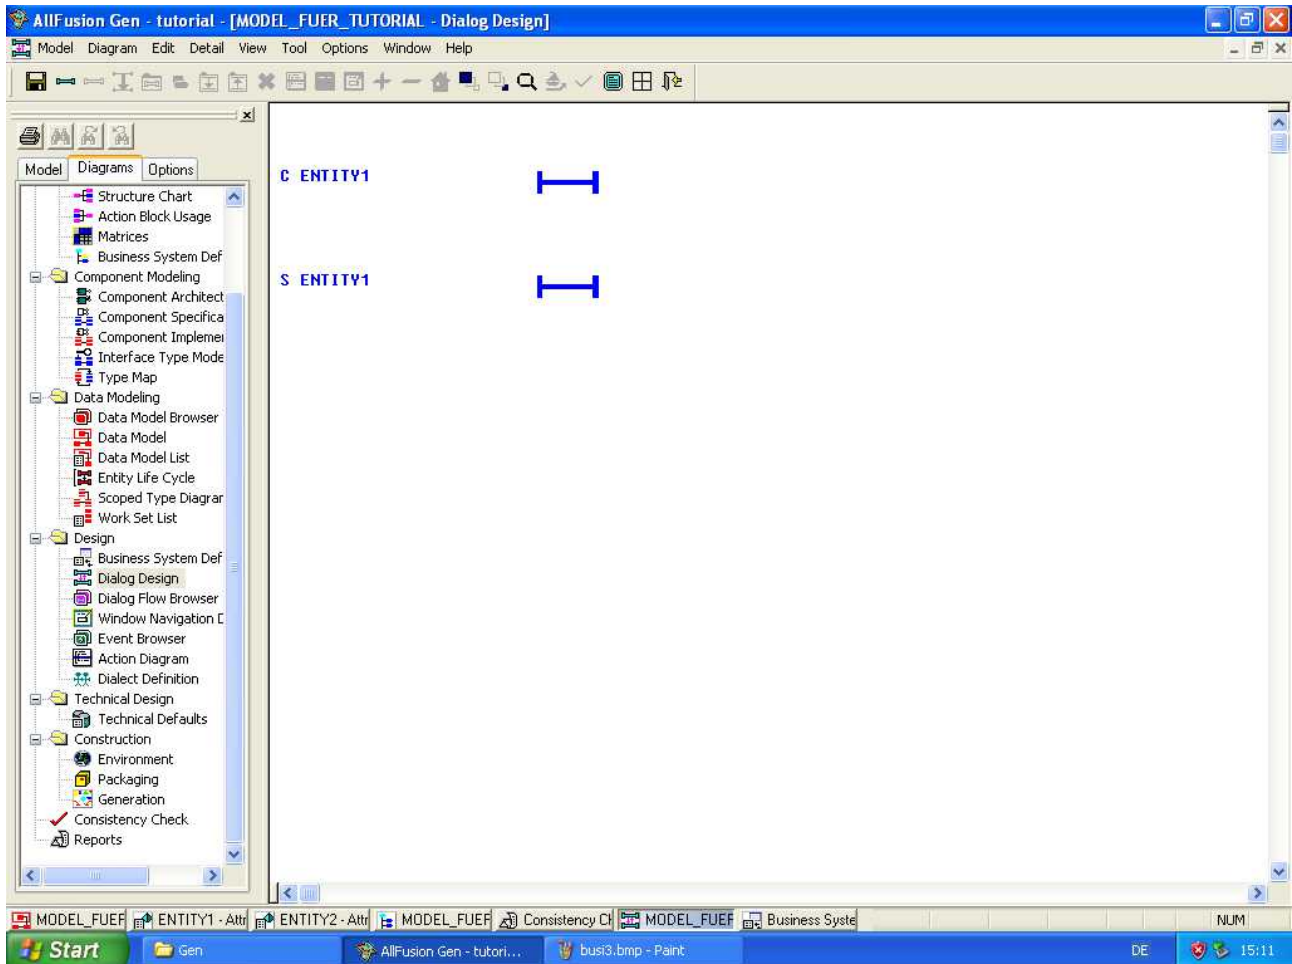 AllFusion Gen - tutorial - [MODEL_FUER_TUTORIAL - Dialog Design]
Model Diagram Edit Detail View Tool Options Window Help
Model Diagrams Options
Structure Chart
Action Block Usage
Matrices
Business System Def
Component Modeling
Component Architect
Component Specifica
Component Implemen
Interface Type Mode
Type Map
Data Modeling
Data Model Browser
Data Model
Data Model List
Entity Life Cycle
Scoped Type Diagrar
Work Set List
Design
Business System Def
Dialog Design
Dialog Flow Browser
Window Navigation D
Event Browser
Action Diagram
Dialect Definition
Technical Design
Technical Defaults
Construction
Environment
Packaging
Generation
Consistency Check
Reports
C ENTITY1
S ENTITY1
MODEL_FUER ENTITY1 - Attr ENTITY2 - Attr MODEL_FUER Consistency Ch MODEL_FUER Business Syste NUM
Start Gen AllFusion Gen - tutori... busi3.bmp - Paint DE 15:11